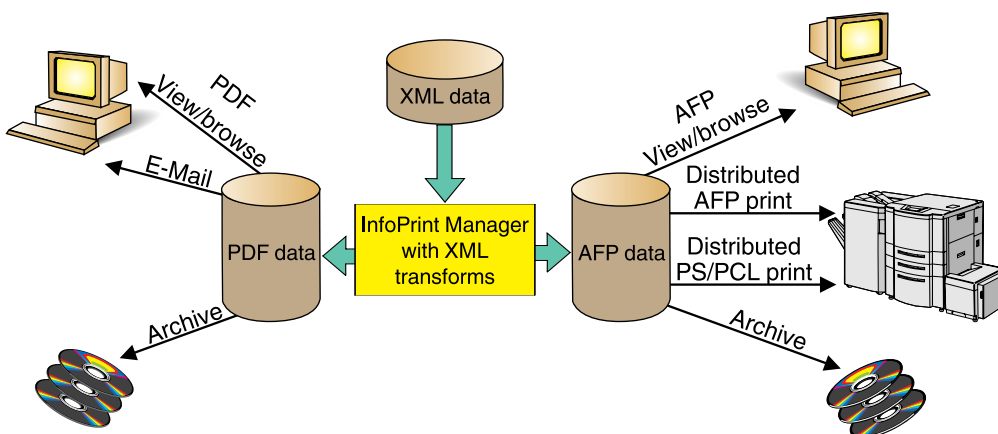 XML data
PDF
View/browse
E-Mail
PDF data
Archive
InfoPrint Manager
with XML
transforms
AFP
View/browse
Distributed
AFP print
AFP data
Distributed
PS/PCL print
Archive